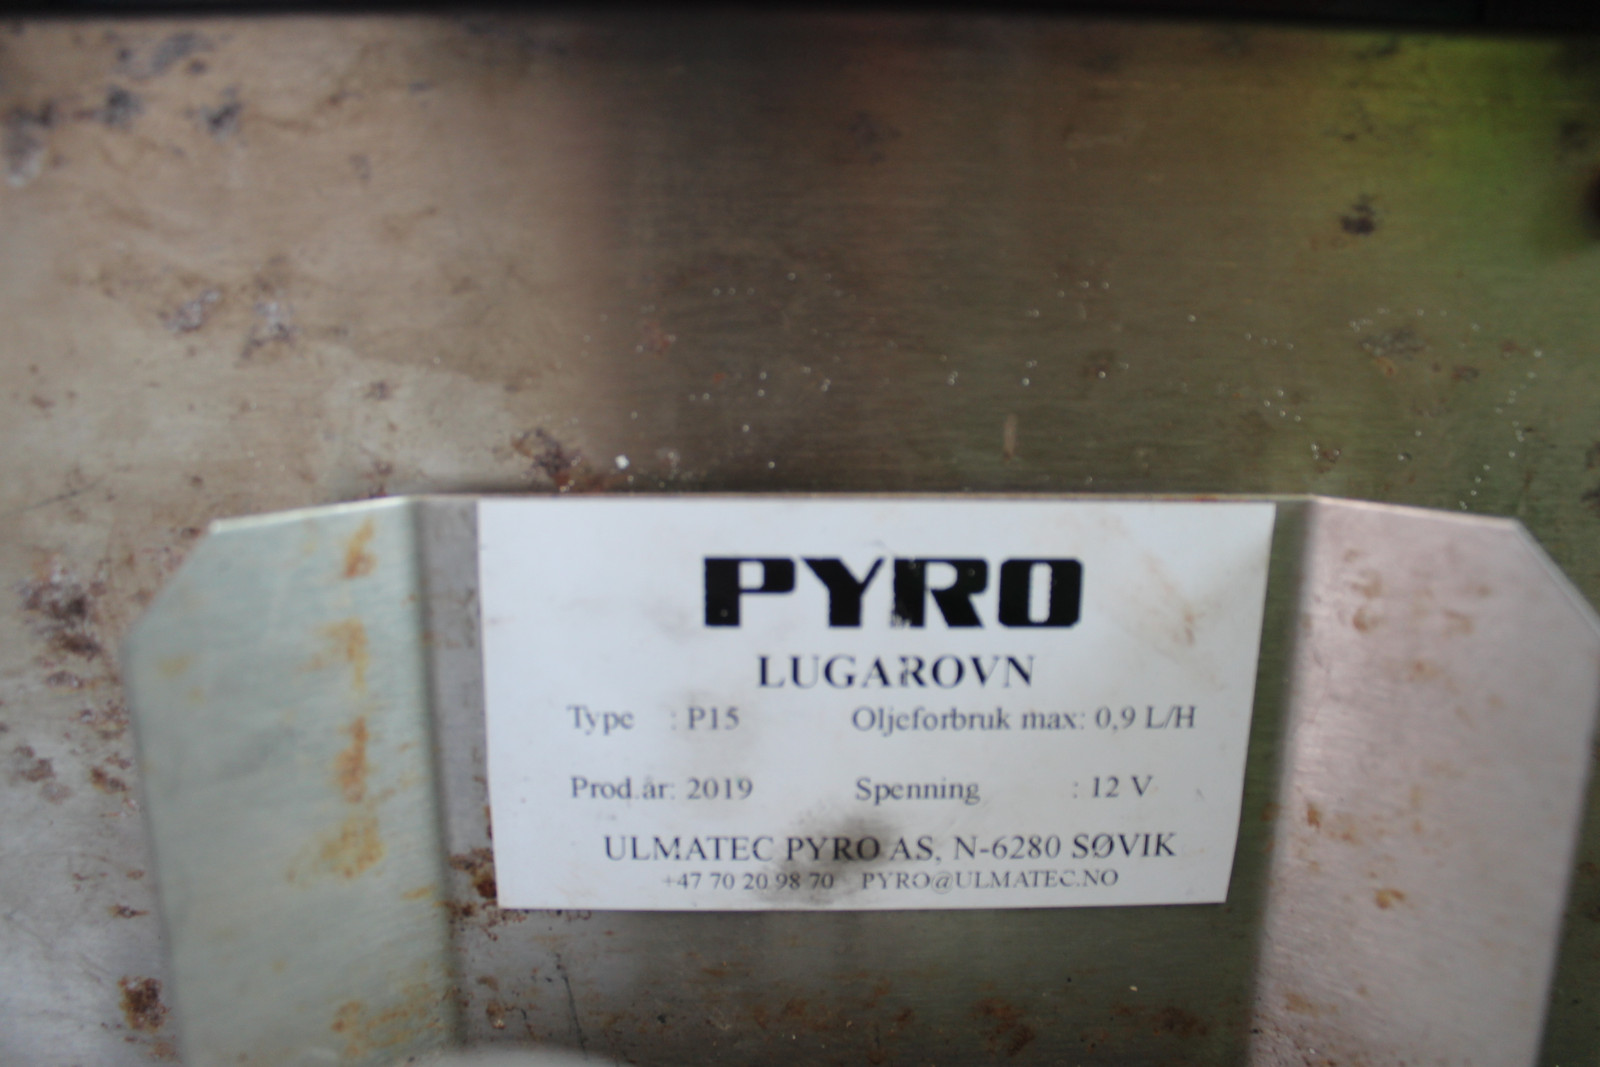 PYRO
LUGAROVN
Type : P15 Oljeforbruk max: 0,9 L/H
Prod.år: 2019 Spenning : 12 V
ULMATEC PYRO AS, N-6280 SØVIK
+47 70 20 98 70 PYRO@ULMATEC.NO